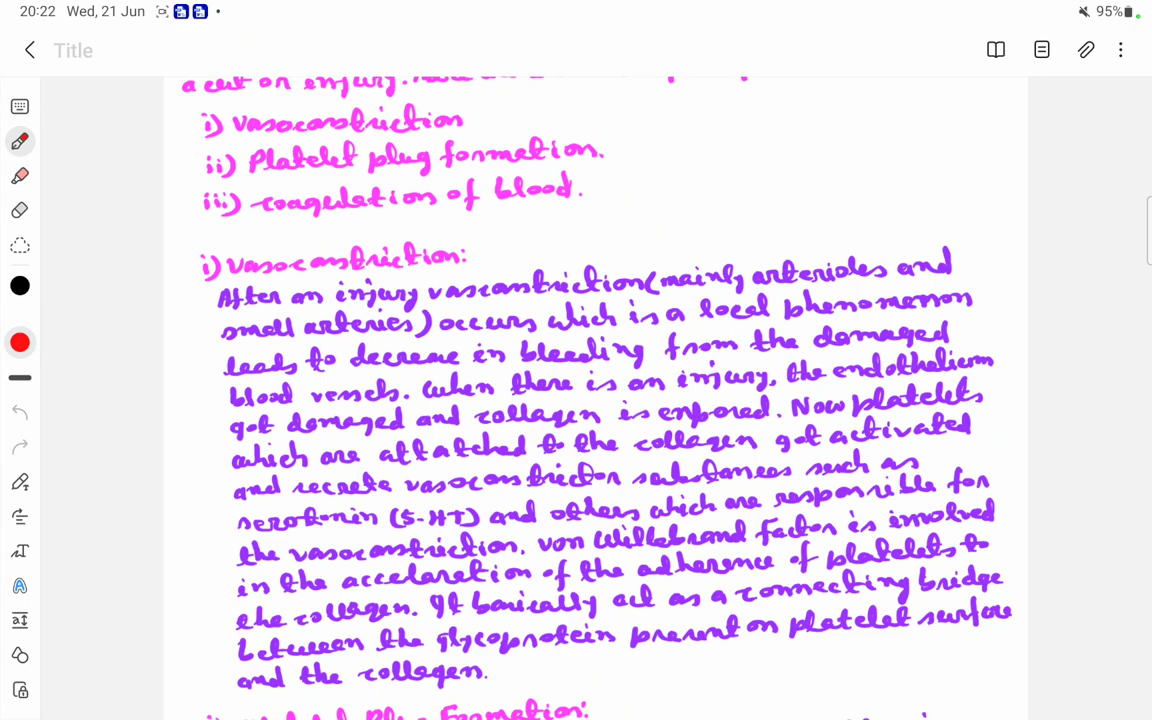 20:22 Wed, 21 Jun
95%
Title
a cut or injury.
i) Vasoconstriction
ii) Platelet plug formation.
iii) coagulation of blood.
i) Vasoconstriction:
After an injury vasconstriction (mainly arterioles and
small arteries) occurs which is a local phenomenon
leads to decrease in bleeding from the damaged
blood vessels. When there is an injury, the endothelium
got damaged and collagen is exposed. Now platelets
which are attatched to the collagen got activated
and secrete vasoconstrictor substances such as
serotonin (5-HT) and others which are responsible for
the vasoconstriction. von Willebrand Factor is involved
in the accelaration of the adherence of platelets to
the collagen. It basically act as a connecting bridge
between the glycoprotein present on platelet surface
and the collagen.
Plug Formation: